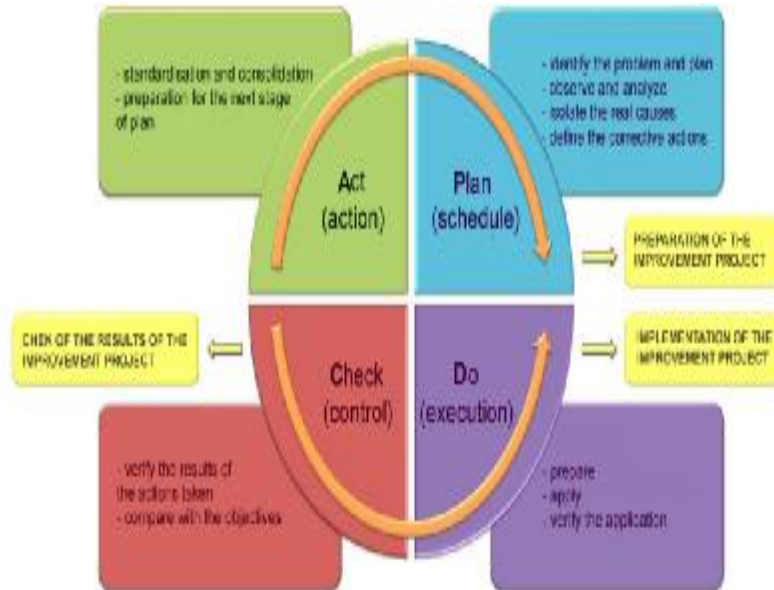 - standardisation and consolidation
- preparation for the next stage
of plan
- identify the problem and plan
- observe and analyze
- isolate the real causes
- define the corrective actions
Act
(action)
Plan
(schedule)
PREPARATION OF THE
IMPROVEMENT PROJECT
CHEK OF THE RESULTS OF THE
IMPROVEMENT PROJECT
IMPLEMENTATION OF THE
IMPROVEMENT PROJECT
Check
(control)
Do
(execution)
- verify the results of
the actions taken
- compare with the objectives
- prepare
- apply
- verify the application